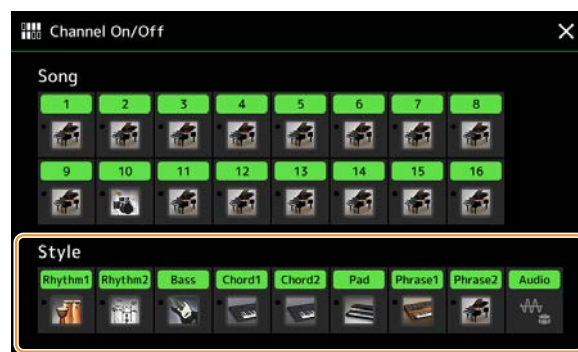 Channel On/Off
Song
1 2 3 4 5 6 7 8
9 10 11 12 13 14 15 16
Style
Rhythm1 Rhythm2 Bass Chord1 Chord2 Pad Phrase1 Phrase2 Audio